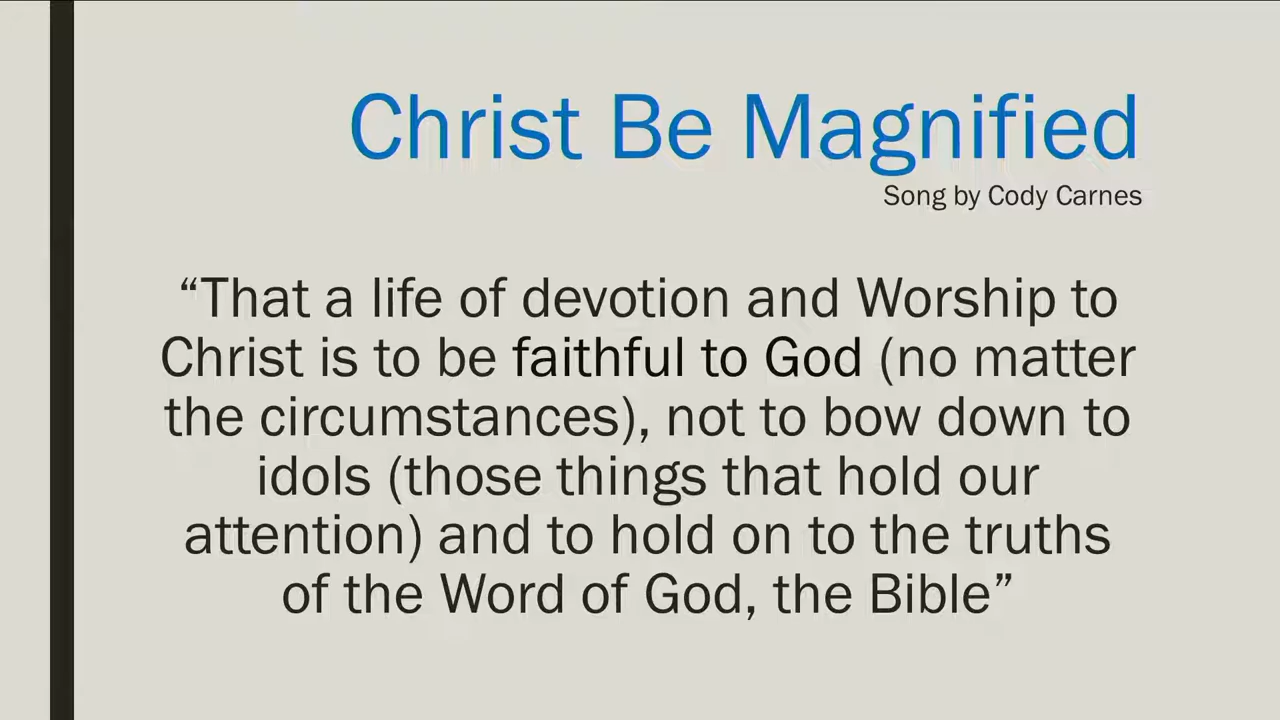 Christ Be Magnified
Song by Cody Carnes
“That a life of devotion and Worship to
Christ is to be faithful to God (no matter
the circumstances), not to bow down to
idols (those things that hold our
attention) and to hold on to the truths
of the Word of God, the Bible”